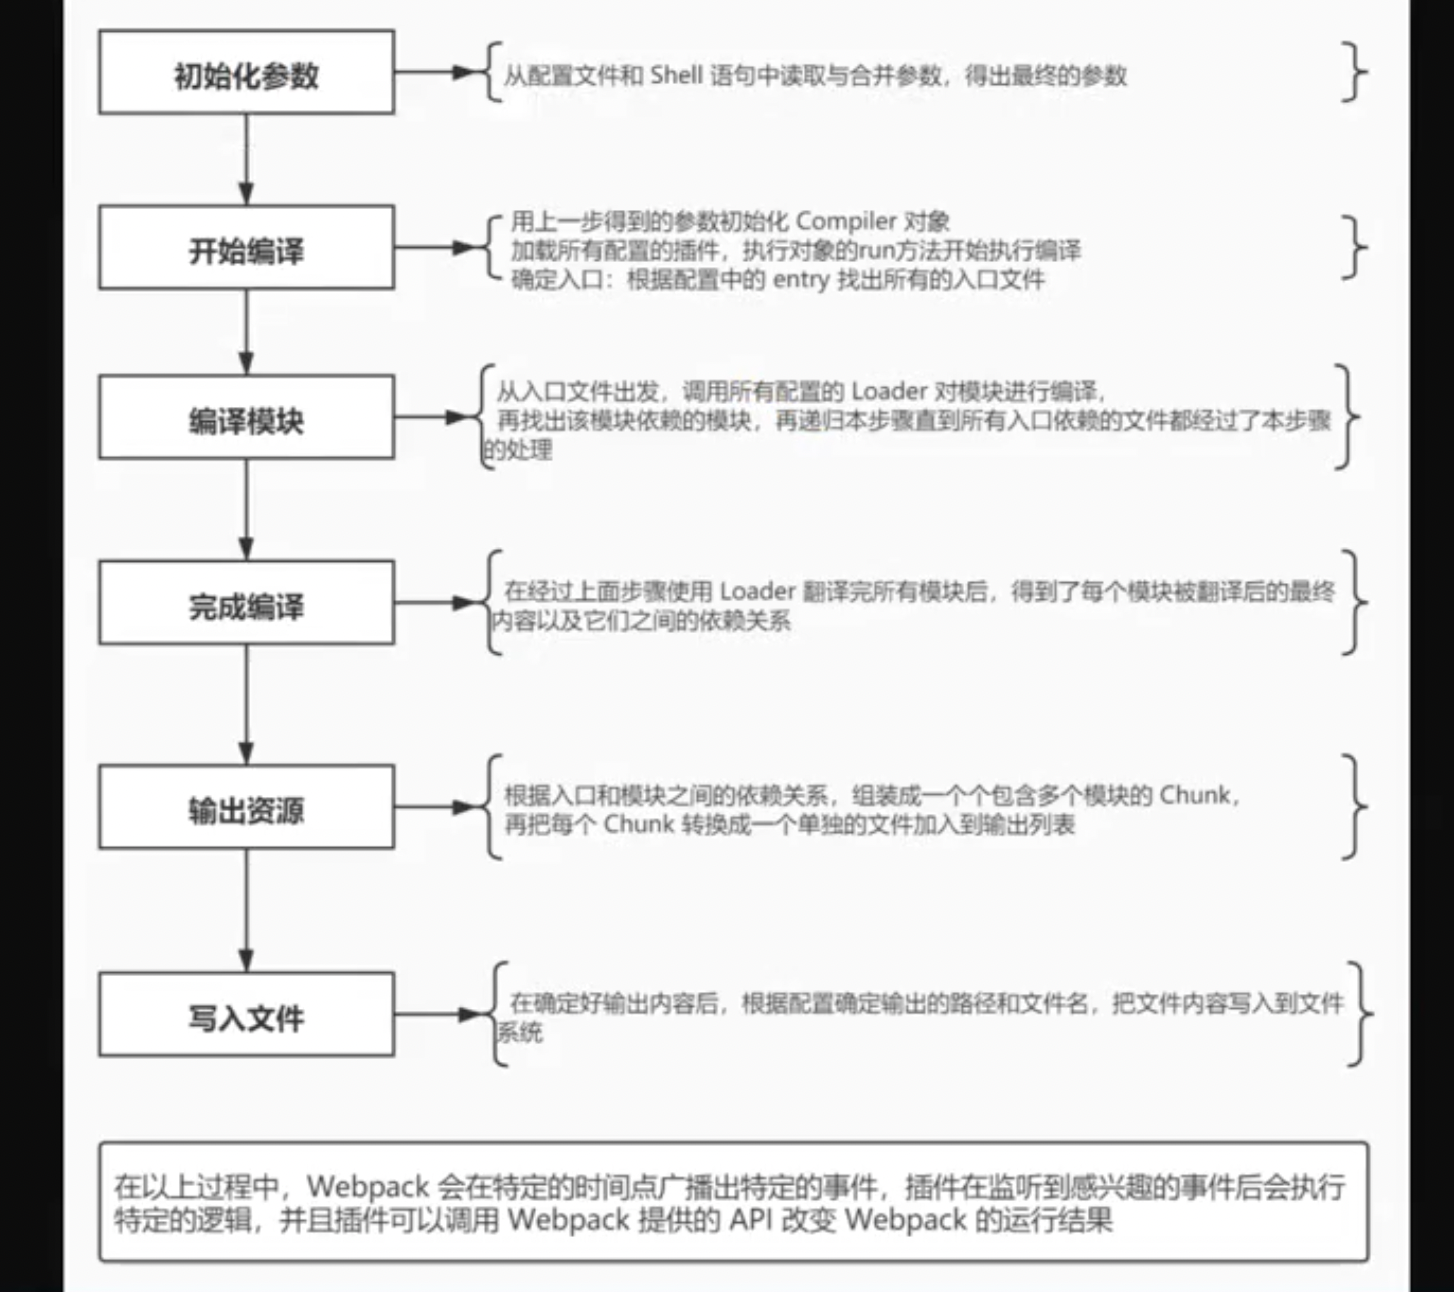 初始化参数
从配置文件和 Shell 语句中读取与合并参数，得出最终的参数
开始编译
用上一步得到的参数初始化 Compiler 对象
加载所有配置的插件，执行对象的run方法开始执行编译
确定入口：根据配置中的 entry 找出所有的入口文件
编译模块
从入口文件出发，调用所有配置的 Loader 对模块进行编译，
再找出该模块依赖的模块，再递归本步骤直到所有入口依赖的文件都经过了本步骤
的处理
完成编译
在经过上面步骤使用 Loader 翻译完所有模块后，得到了每个模块被翻译后的最终
内容以及它们之间的依赖关系
输出资源
根据入口和模块之间的依赖关系，组装成一个个包含多个模块的 Chunk，
再把每个 Chunk 转换成一个单独的文件加入到输出列表
写入文件
在确定好输出内容后，根据配置确定输出的路径和文件名，把文件内容写入到文件
系统
在以上过程中，Webpack 会在特定的时间点广播出特定的事件，插件在监听到感兴趣的事件后会执行
特定的逻辑，并且插件可以调用 Webpack 提供的 API 改变 Webpack 的运行结果